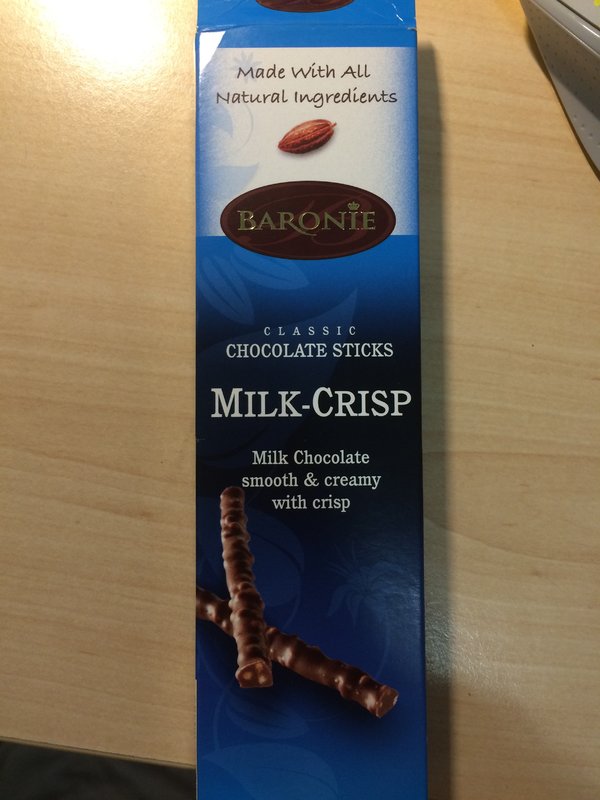 Made With All
Natural Ingredients
BARONIE
CLASSIC
CHOCOLATE STICKS
MILK-CRISP
Milk Chocolate
smooth & creamy
with crisp